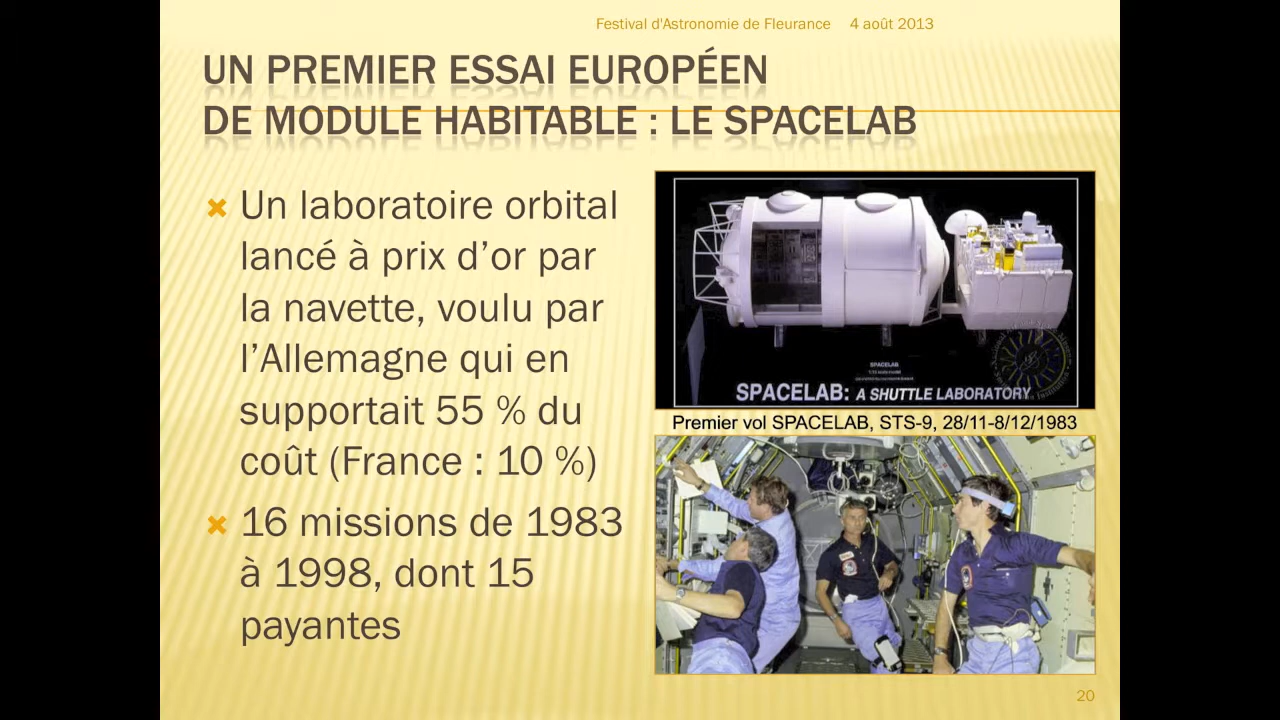 Festival d'Astronomie de Fleurance 4 août 2013
UN PREMIER ESSAI EUROPÉEN
DE MODULE HABITABLE : LE SPACELAB
Un laboratoire orbital
lancé à prix d’or par
la navette, voulu par
l’Allemagne qui en
supportait 55 % du
coût (France : 10 %)
16 missions de 1983
à 1998, dont 15
payantes
SPACELAB
SPACELAB: A SHUTTLE LABORATORY
Premier vol SPACELAB, STS-9, 28/11-8/12/1983
20